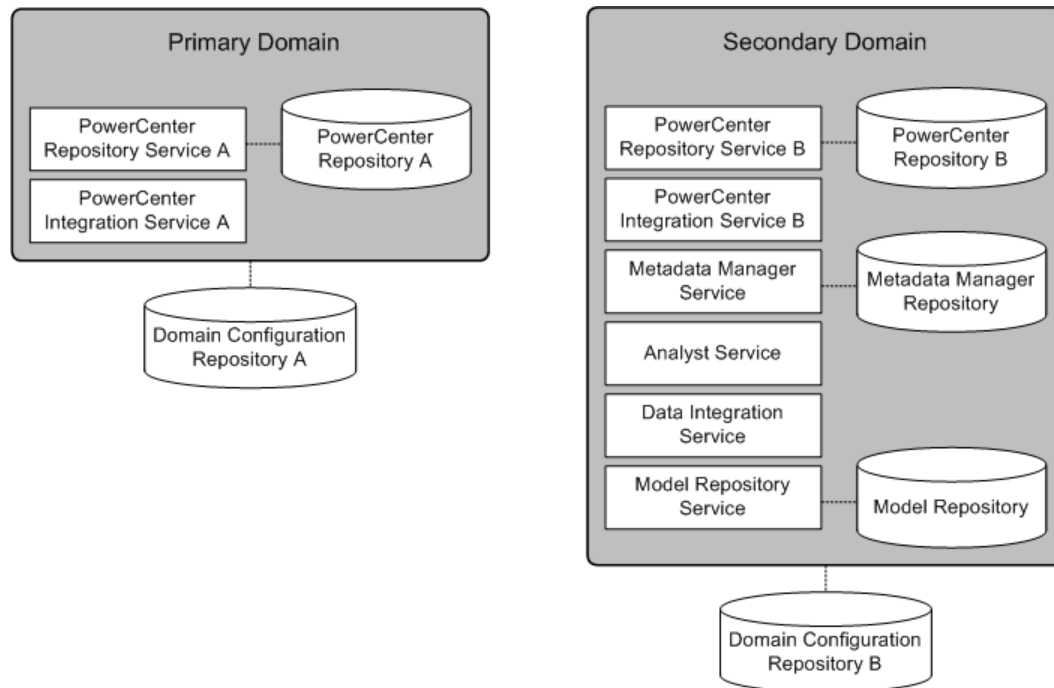 Primary Domain
PowerCenter
Repository Service A
PowerCenter
Repository A
PowerCenter
Integration Service A
Domain Configuration
Repository A
Secondary Domain
PowerCenter
Repository Service B
PowerCenter
Repository B
PowerCenter
Integration Service B
Metadata Manager
Service
Metadata Manager
Repository
Analyst Service
Data Integration
Service
Model Repository
Service
Model Repository
Domain Configuration
Repository B